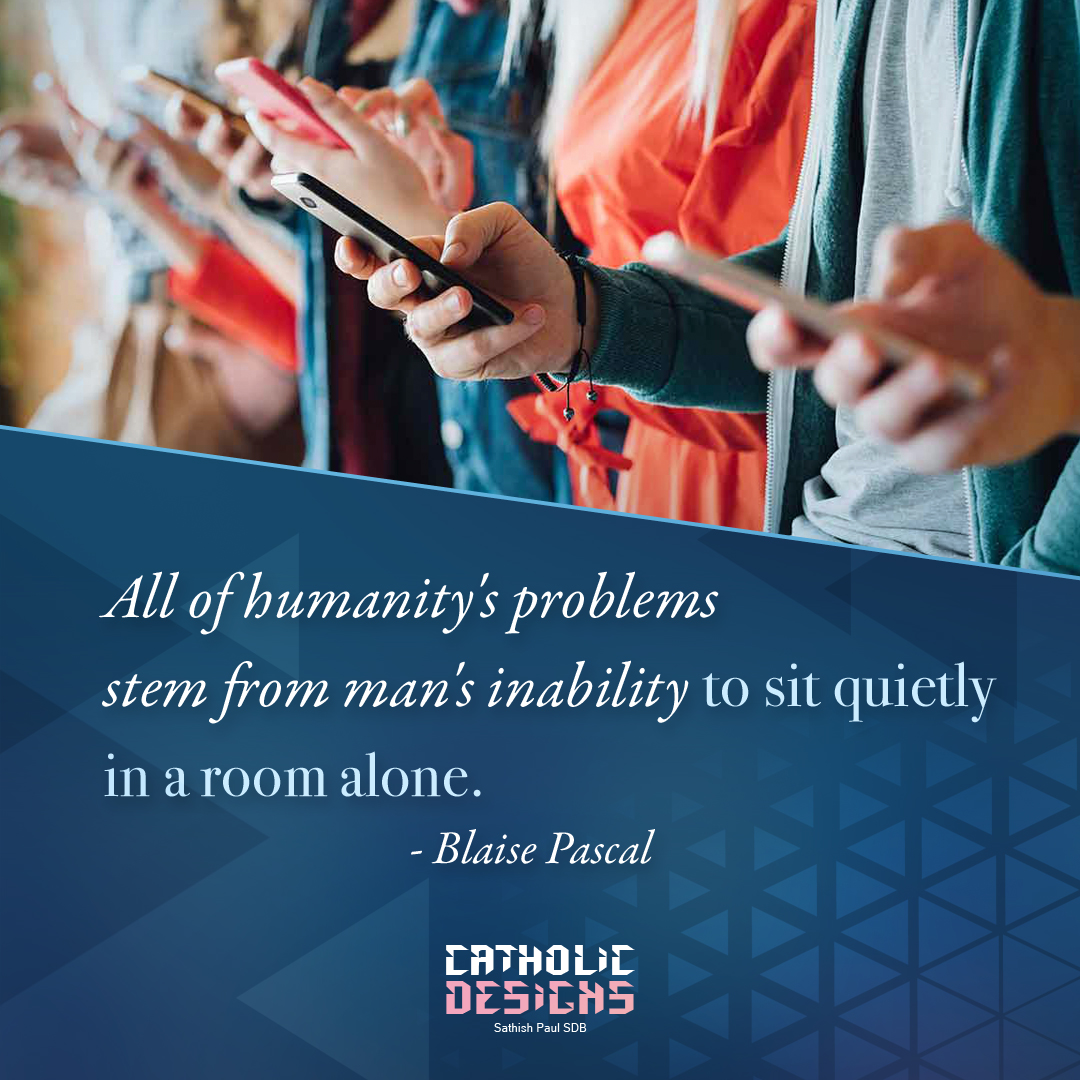 All of humanity's problems
stem from man's inability to sit quietly
in a room alone.
- Blaise Pascal
CATHOLIC
DESIGNS
Sathish Paul SDB